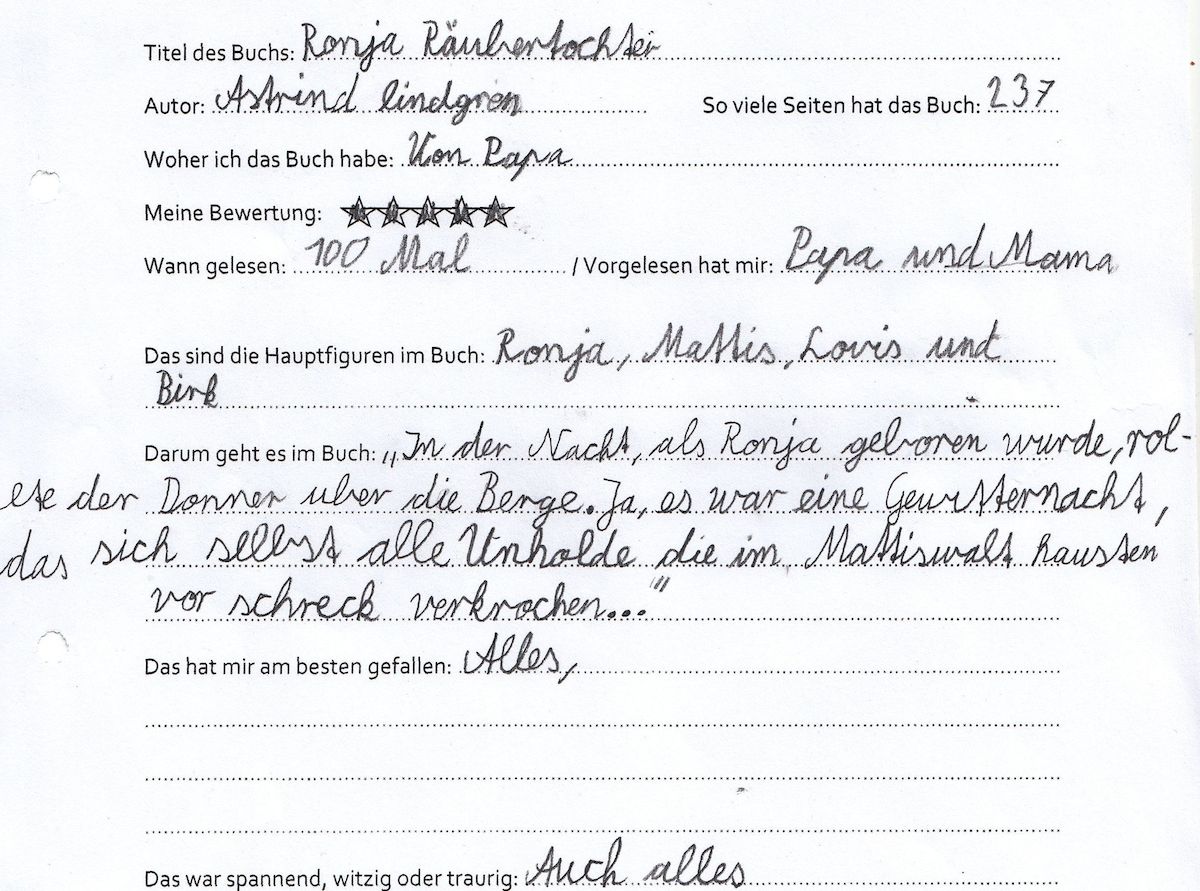 Titel des Buchs: Ronja Räubertochter
Autor: Astrind lindgren So viele Seiten hat das Buch: 237
Woher ich das Buch habe: Von Papa
Meine Bewertung:
Wann gelesen: 100 Mal / Vorgelesen hat mir: Papa und Mama
Das sind die Hauptfiguren im Buch: Ronja, Mattis, Lovis und
Birk
Darum geht es im Buch: „In der Nacht, als Ronja geboren wurde, rol-
lte der Donner uber die Berge. Ja, es war eine Gewitternacht,
das sich selbst alle Unholde die im Mattiswalt hausten
vor schreck verkrochen..."
Das hat mir am besten gefallen: Alles,
Das war spannend, witzig oder traurig: Auch alles